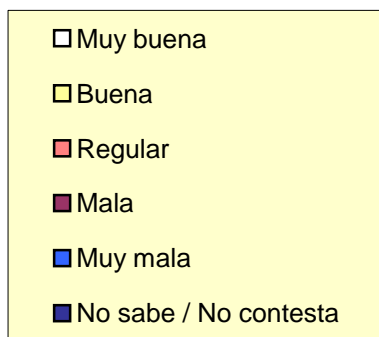 Muy buena
Buena
Regular
Mala
Muy mala
No sabe / No contesta